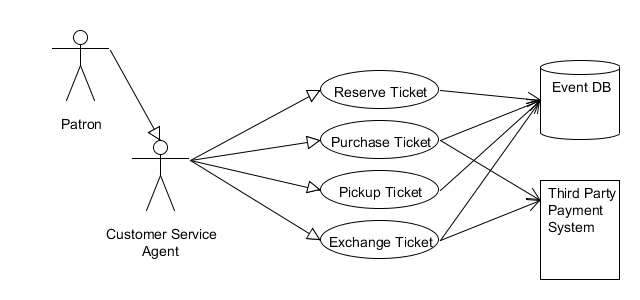 Patron
Customer Service
Agent
Reserve Ticket
Purchase Ticket
Pickup Ticket
Exchange Ticket
Event DB
Third Party
Payment
System